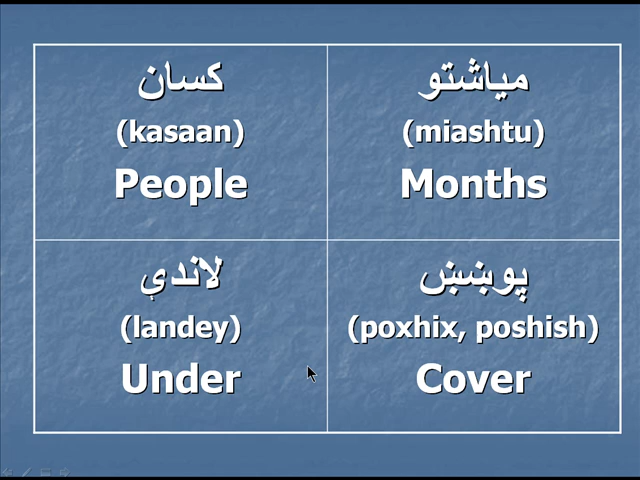 کسان
(kasaan)
People
میاشتو
(miashtu)
Months
لاندې
(landey)
Under
پوښښ
(poxhix, poshish)
Cover